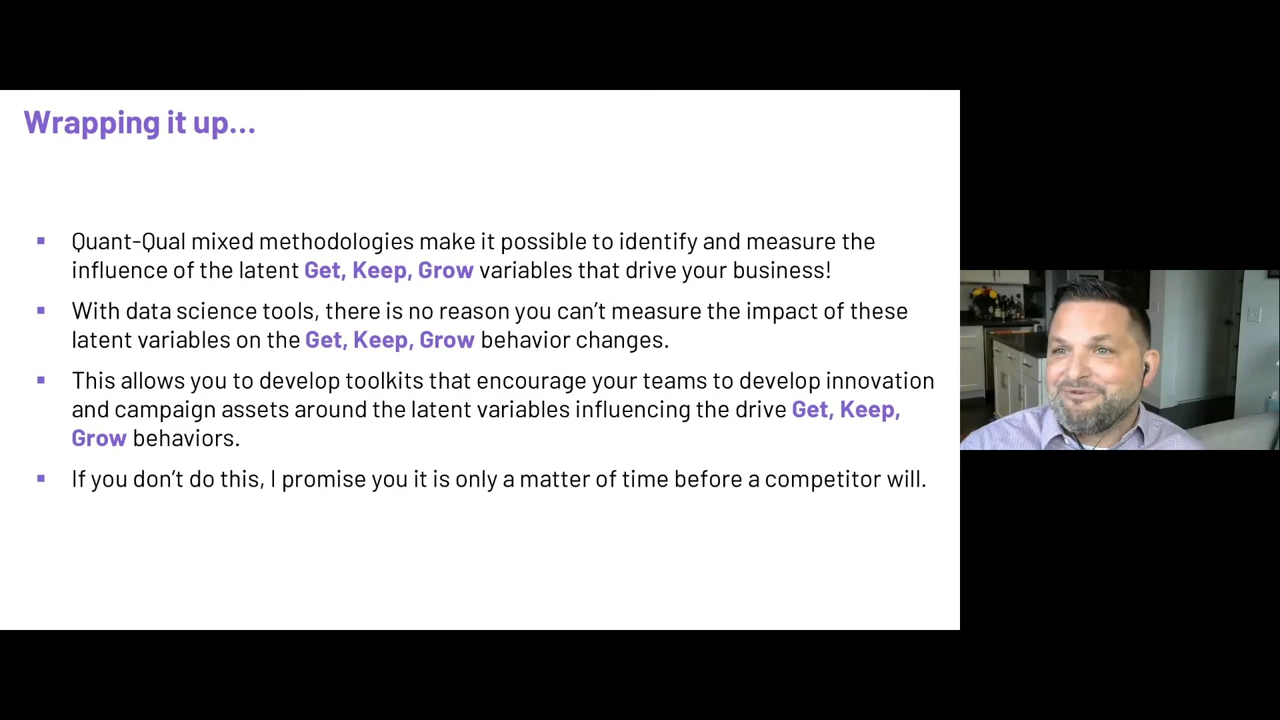 Wrapping it up...
▪ Quant-Qual mixed methodologies make it possible to identify and measure the
influence of the latent Get, Keep, Grow variables that drive your business!
▪ With data science tools, there is no reason you can’t measure the impact of these
latent variables on the Get, Keep, Grow behavior changes.
▪ This allows you to develop toolkits that encourage your teams to develop innovation
and campaign assets around the latent variables influencing the drive Get, Keep,
Grow behaviors.
▪ If you don’t do this, I promise you it is only a matter of time before a competitor will.